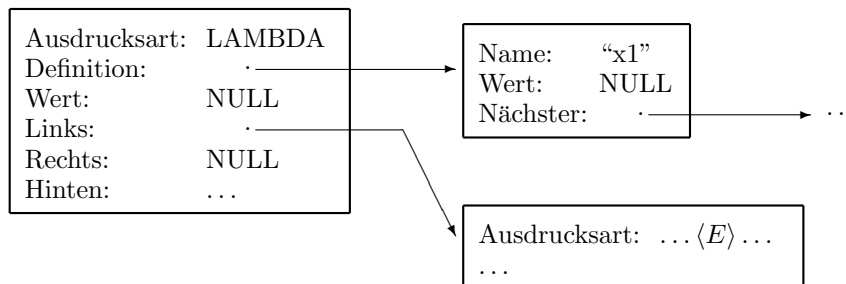 Ausdrucksart: LAMBDA
Definition: ·
Wert: NULL
Links: ·
Rechts: NULL
Hinten: ...
Name: “x1”
Wert: NULL
Nächster: · ··
Ausdrucksart: ...⟨E⟩...
...